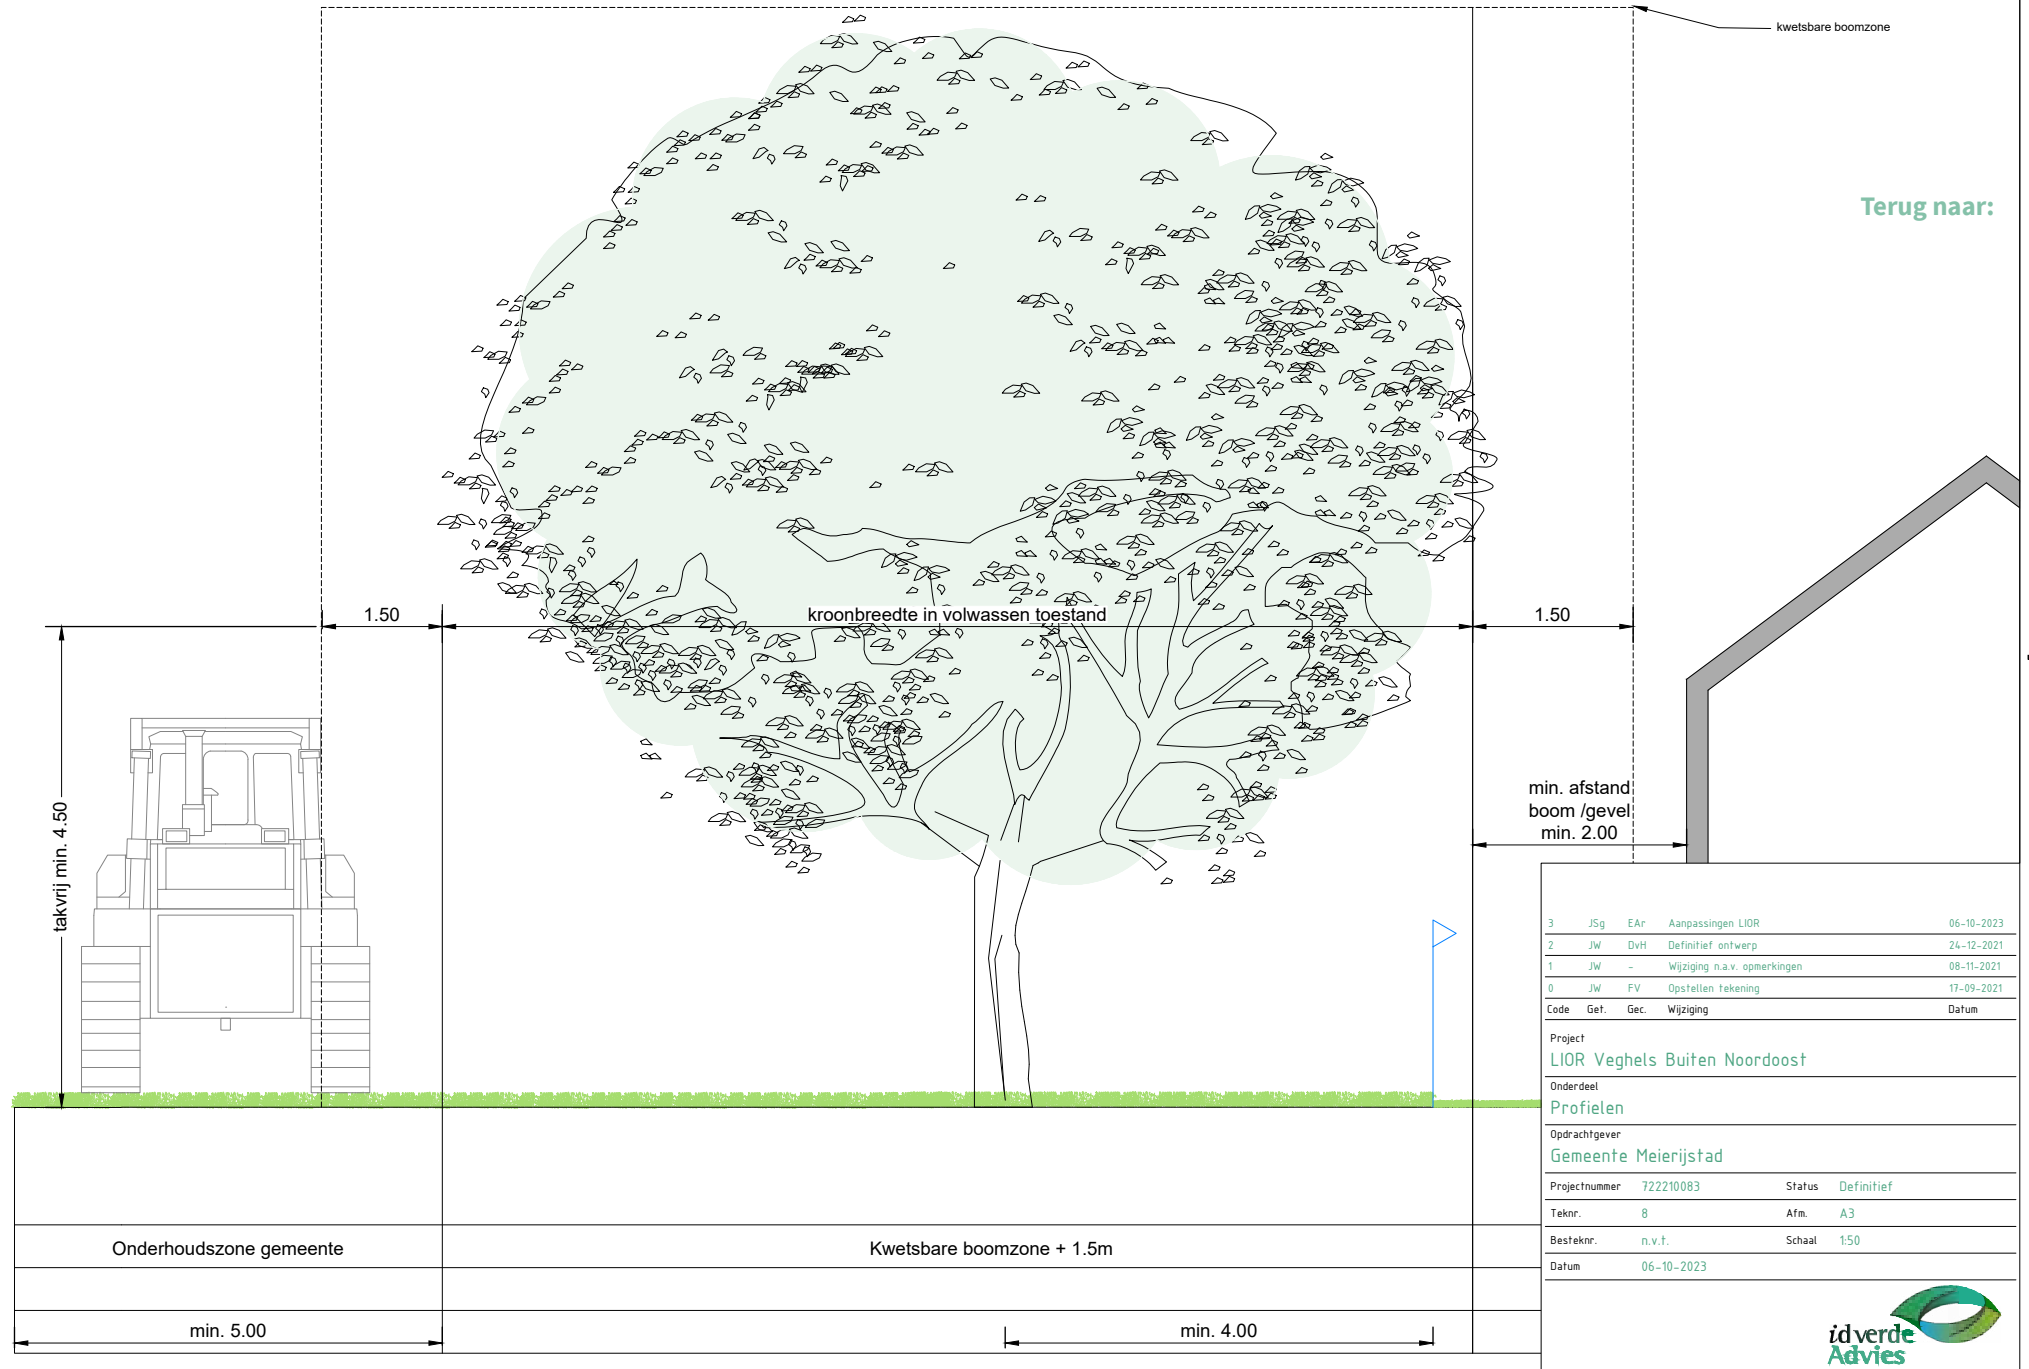 kwetsbare boomzone
Terug naar:
1.50
kroonbreedte in volwassen toestand
1.50
takvrij min. 4.50
min. afstand
boom /gevel
min. 2.00
3 JSg EAr Aanpassingen LIOR 06-10-2023
2 JW DvH Definitief ontwerp 24-12-2021
1 JW - Wijziging n.a.v. opmerkingen 08-11-2021
0 JW FV Opstellen tekening 17-09-2021
Code Get. Gec. Wijziging Datum
Project
LIOR Veghels Buiten Noordoost
Onderdeel
Profielen
Opdrachtgever
Gemeente Meierijstad
Projectnummer 722210083 Status Definitief
Teknr. 8 Afm. A3
Besteknr. n.v.t. Schaal 1:50
Datum 06-10-2023
Onderhoudszone gemeente
Kwetsbare boomzone + 1.5m
min. 5.00
min. 4.00
idverde
Advies